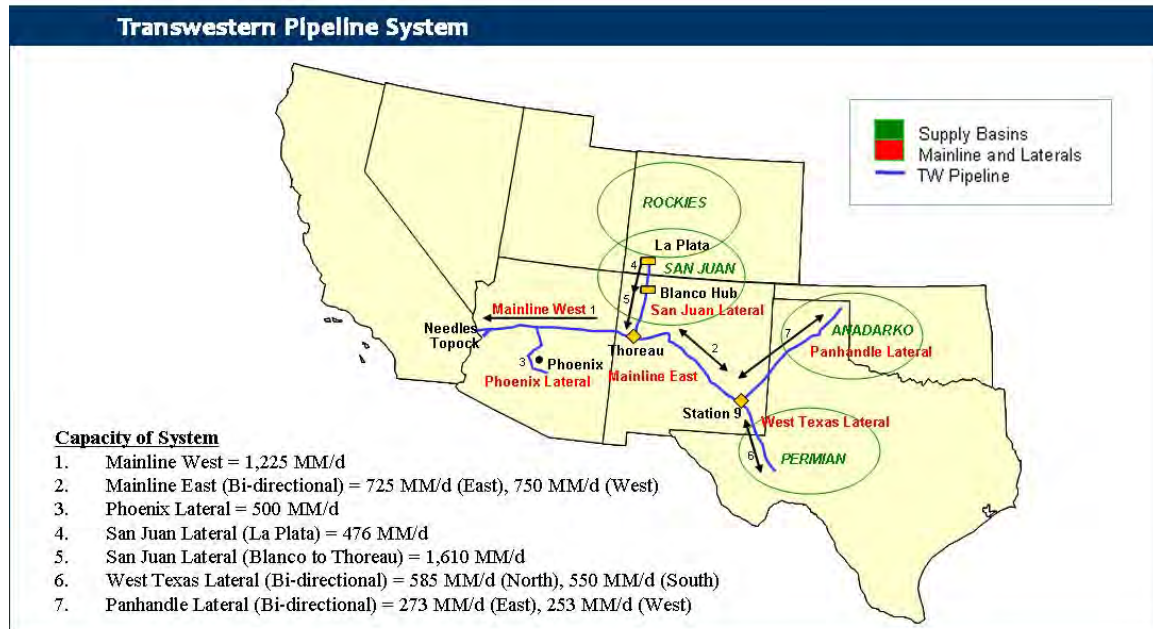 Transwestern Pipeline System
Supply Basins
Mainline and Laterals
TW Pipeline
ROCKIES
La Plata
4
SAN JUAN
5
Blanco Hub
San Juan Lateral
Mainline West 1
Needles
Topock
Thoreau
2
7
ANADARKO
Panhandle Lateral
3
Phoenix
Phoenix Lateral
Mainline East
Station 9
West Texas Lateral
6
PERMIAN
Capacity of System
1. Mainline West = 1,225 MM/d
2. Mainline East (Bi-directional) = 725 MM/d (East), 750 MM/d (West)
3. Phoenix Lateral = 500 MM/d
4. San Juan Lateral (La Plata) = 476 MM/d
5. San Juan Lateral (Blanco to Thoreau) = 1,610 MM/d
6. West Texas Lateral (Bi-directional) = 585 MM/d (North), 550 MM/d (South)
7. Panhandle Lateral (Bi-directional) = 273 MM/d (East), 253 MM/d (West)